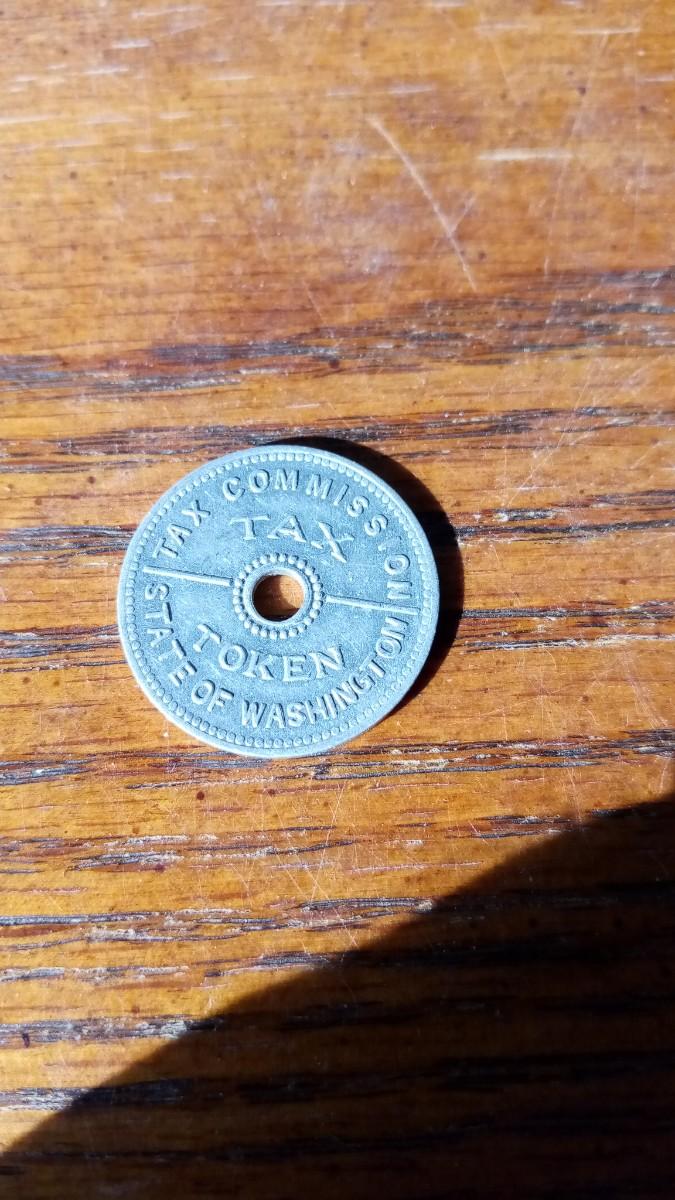 TAX COMMISSION
TAX
TOKEN
STATE OF WASHINGTON